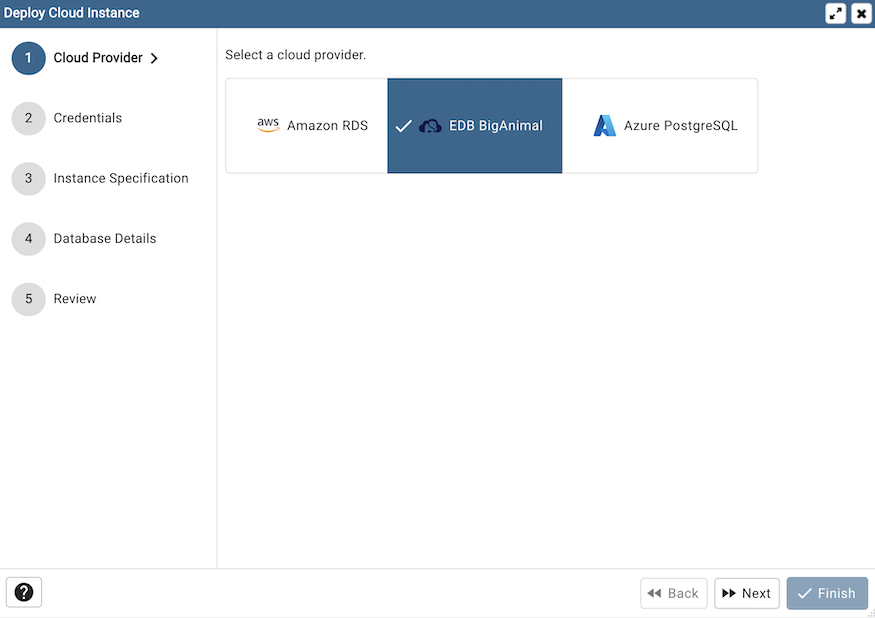 Deploy Cloud Instance
1 Cloud Provider
2 Credentials
3 Instance Specification
4 Database Details
5 Review
Select a cloud provider.
aws Amazon RDS
EDB BigAnimal
Azure PostgreSQL
?
Back
Next
Finish